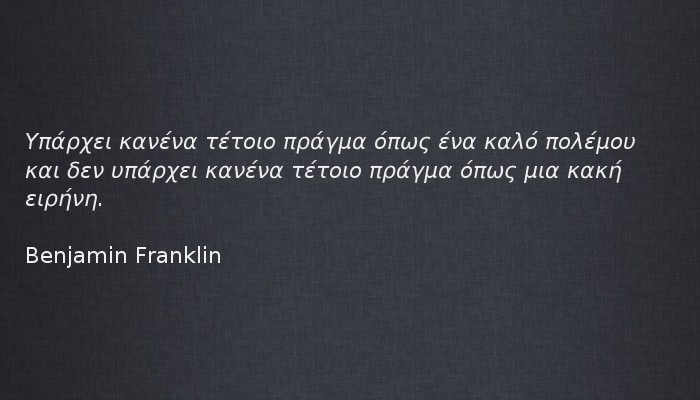 Υπάρχει κανένα τέτοιο πράγμα όπως ένα καλό πολέμου
και δεν υπάρχει κανένα τέτοιο πράγμα όπως μια κακή
ειρήνη.
Benjamin Franklin